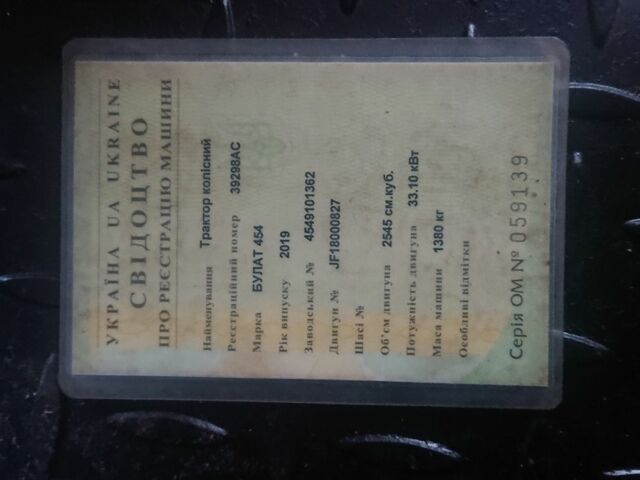 УКРАЇНА UA UKRAINE
СВІДОЦТВО
ПРО РЕЄСТРАЦІЮ МАШИНИ
Найменування Трактор колісний
Реєстраційний номер 39298АС
Марка БУЛАТ 454
Рік випуску 2019
Заводський № 4549101362
Двигун № JF18000827
Шасі №
Об'єм двигуна 2545 см.куб.
Потужність двигуна 33.10 кВт
Маса машини 1380 кг
Особливі відмітки
Серія ОМ № 059139